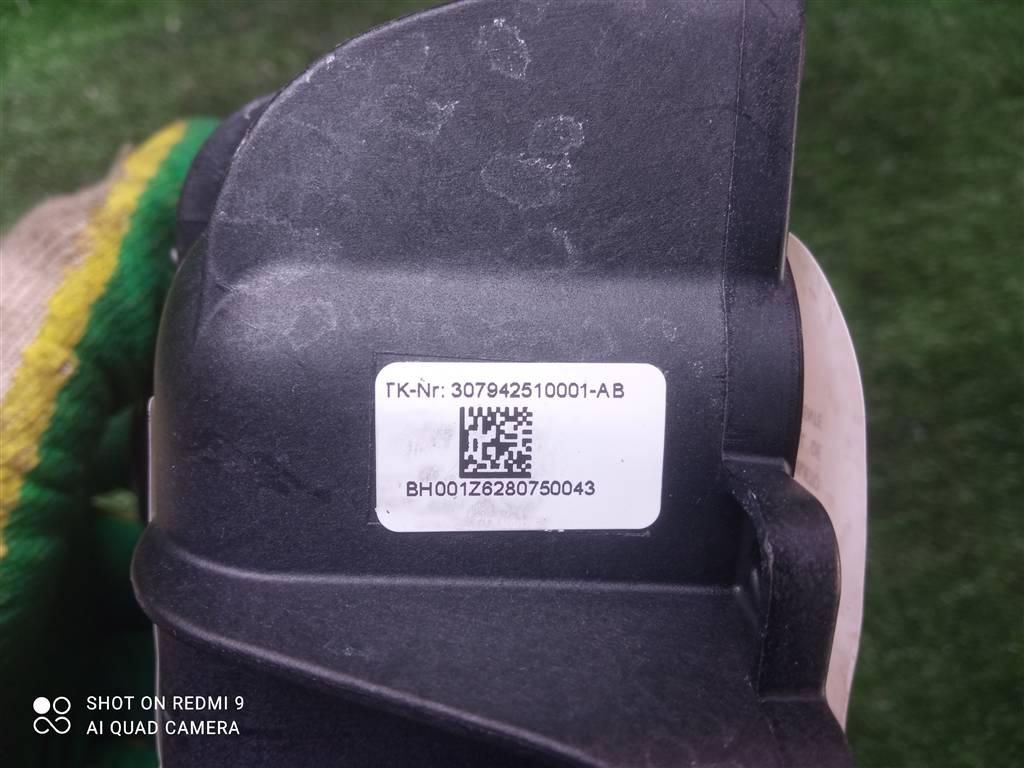 TK-Nr: 307942510001-AB
BH001Z6280750043
SHOT ON REDMI 9
AI QUAD CAMERA